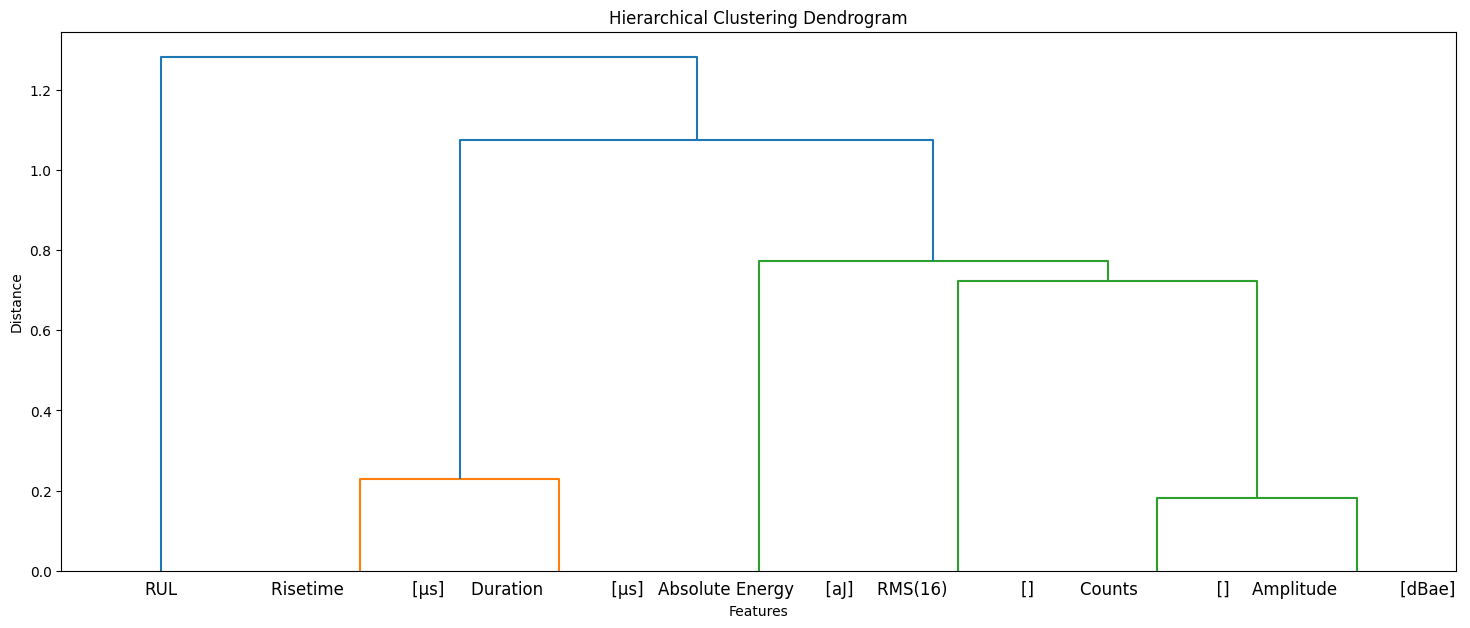 Hierarchical Clustering Dendrogram
1.2
1.0
0.8
0.6
0.4
0.2
0.0
Distance
RUL Risetime [µs] Duration [µs] Absolute Energy [aJ] RMS(16) [] Counts [] Amplitude [dBae]
Features